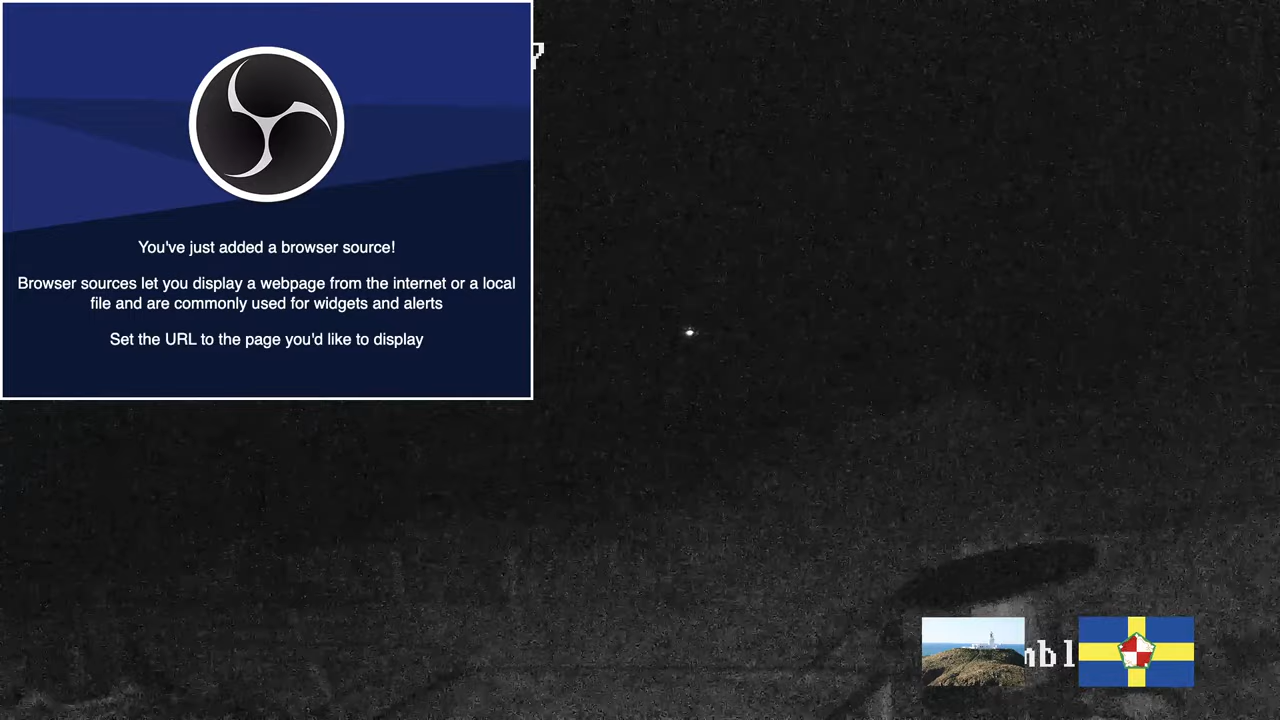 You've just added a browser source!
Browser sources let you display a webpage from the internet or a local
file and are commonly used for widgets and alerts
Set the URL to the page you'd like to display